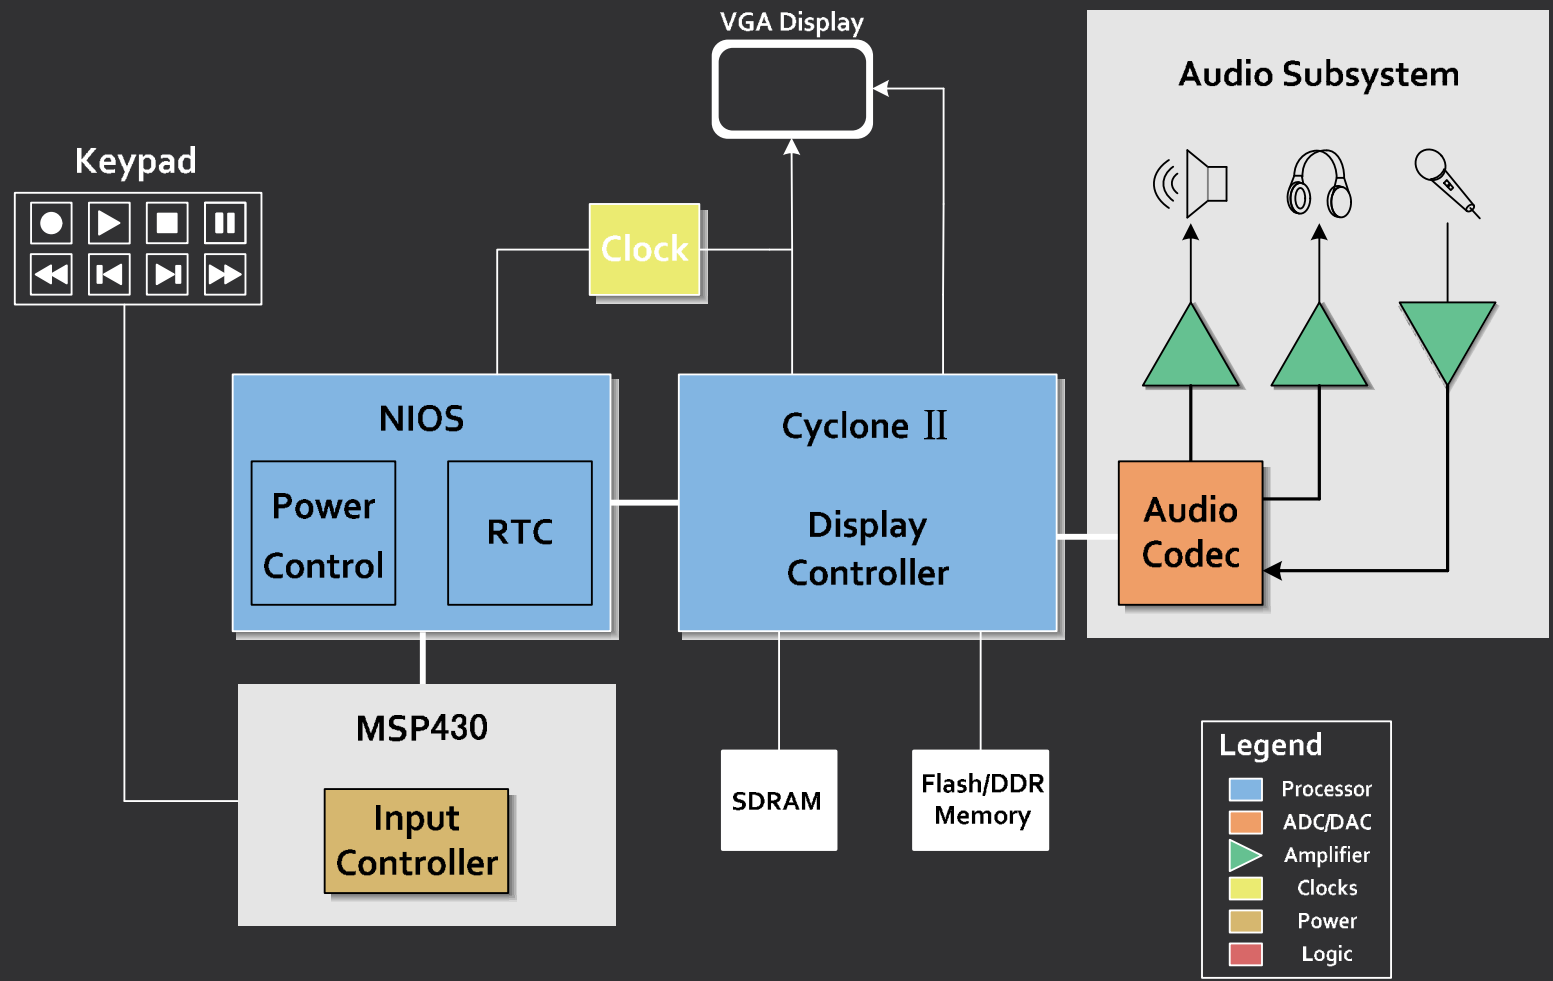 VGA Display
Audio Subsystem
Keypad
Clock
NIOS
Power
Control
RTC
Cyclone Ⅱ
Display
Controller
Audio
Codec
MSP430
Input
Controller
SDRAM
Flash/DDR
Memory
Legend
Processor
ADC/DAC
Amplifier
Clocks
Power
Logic